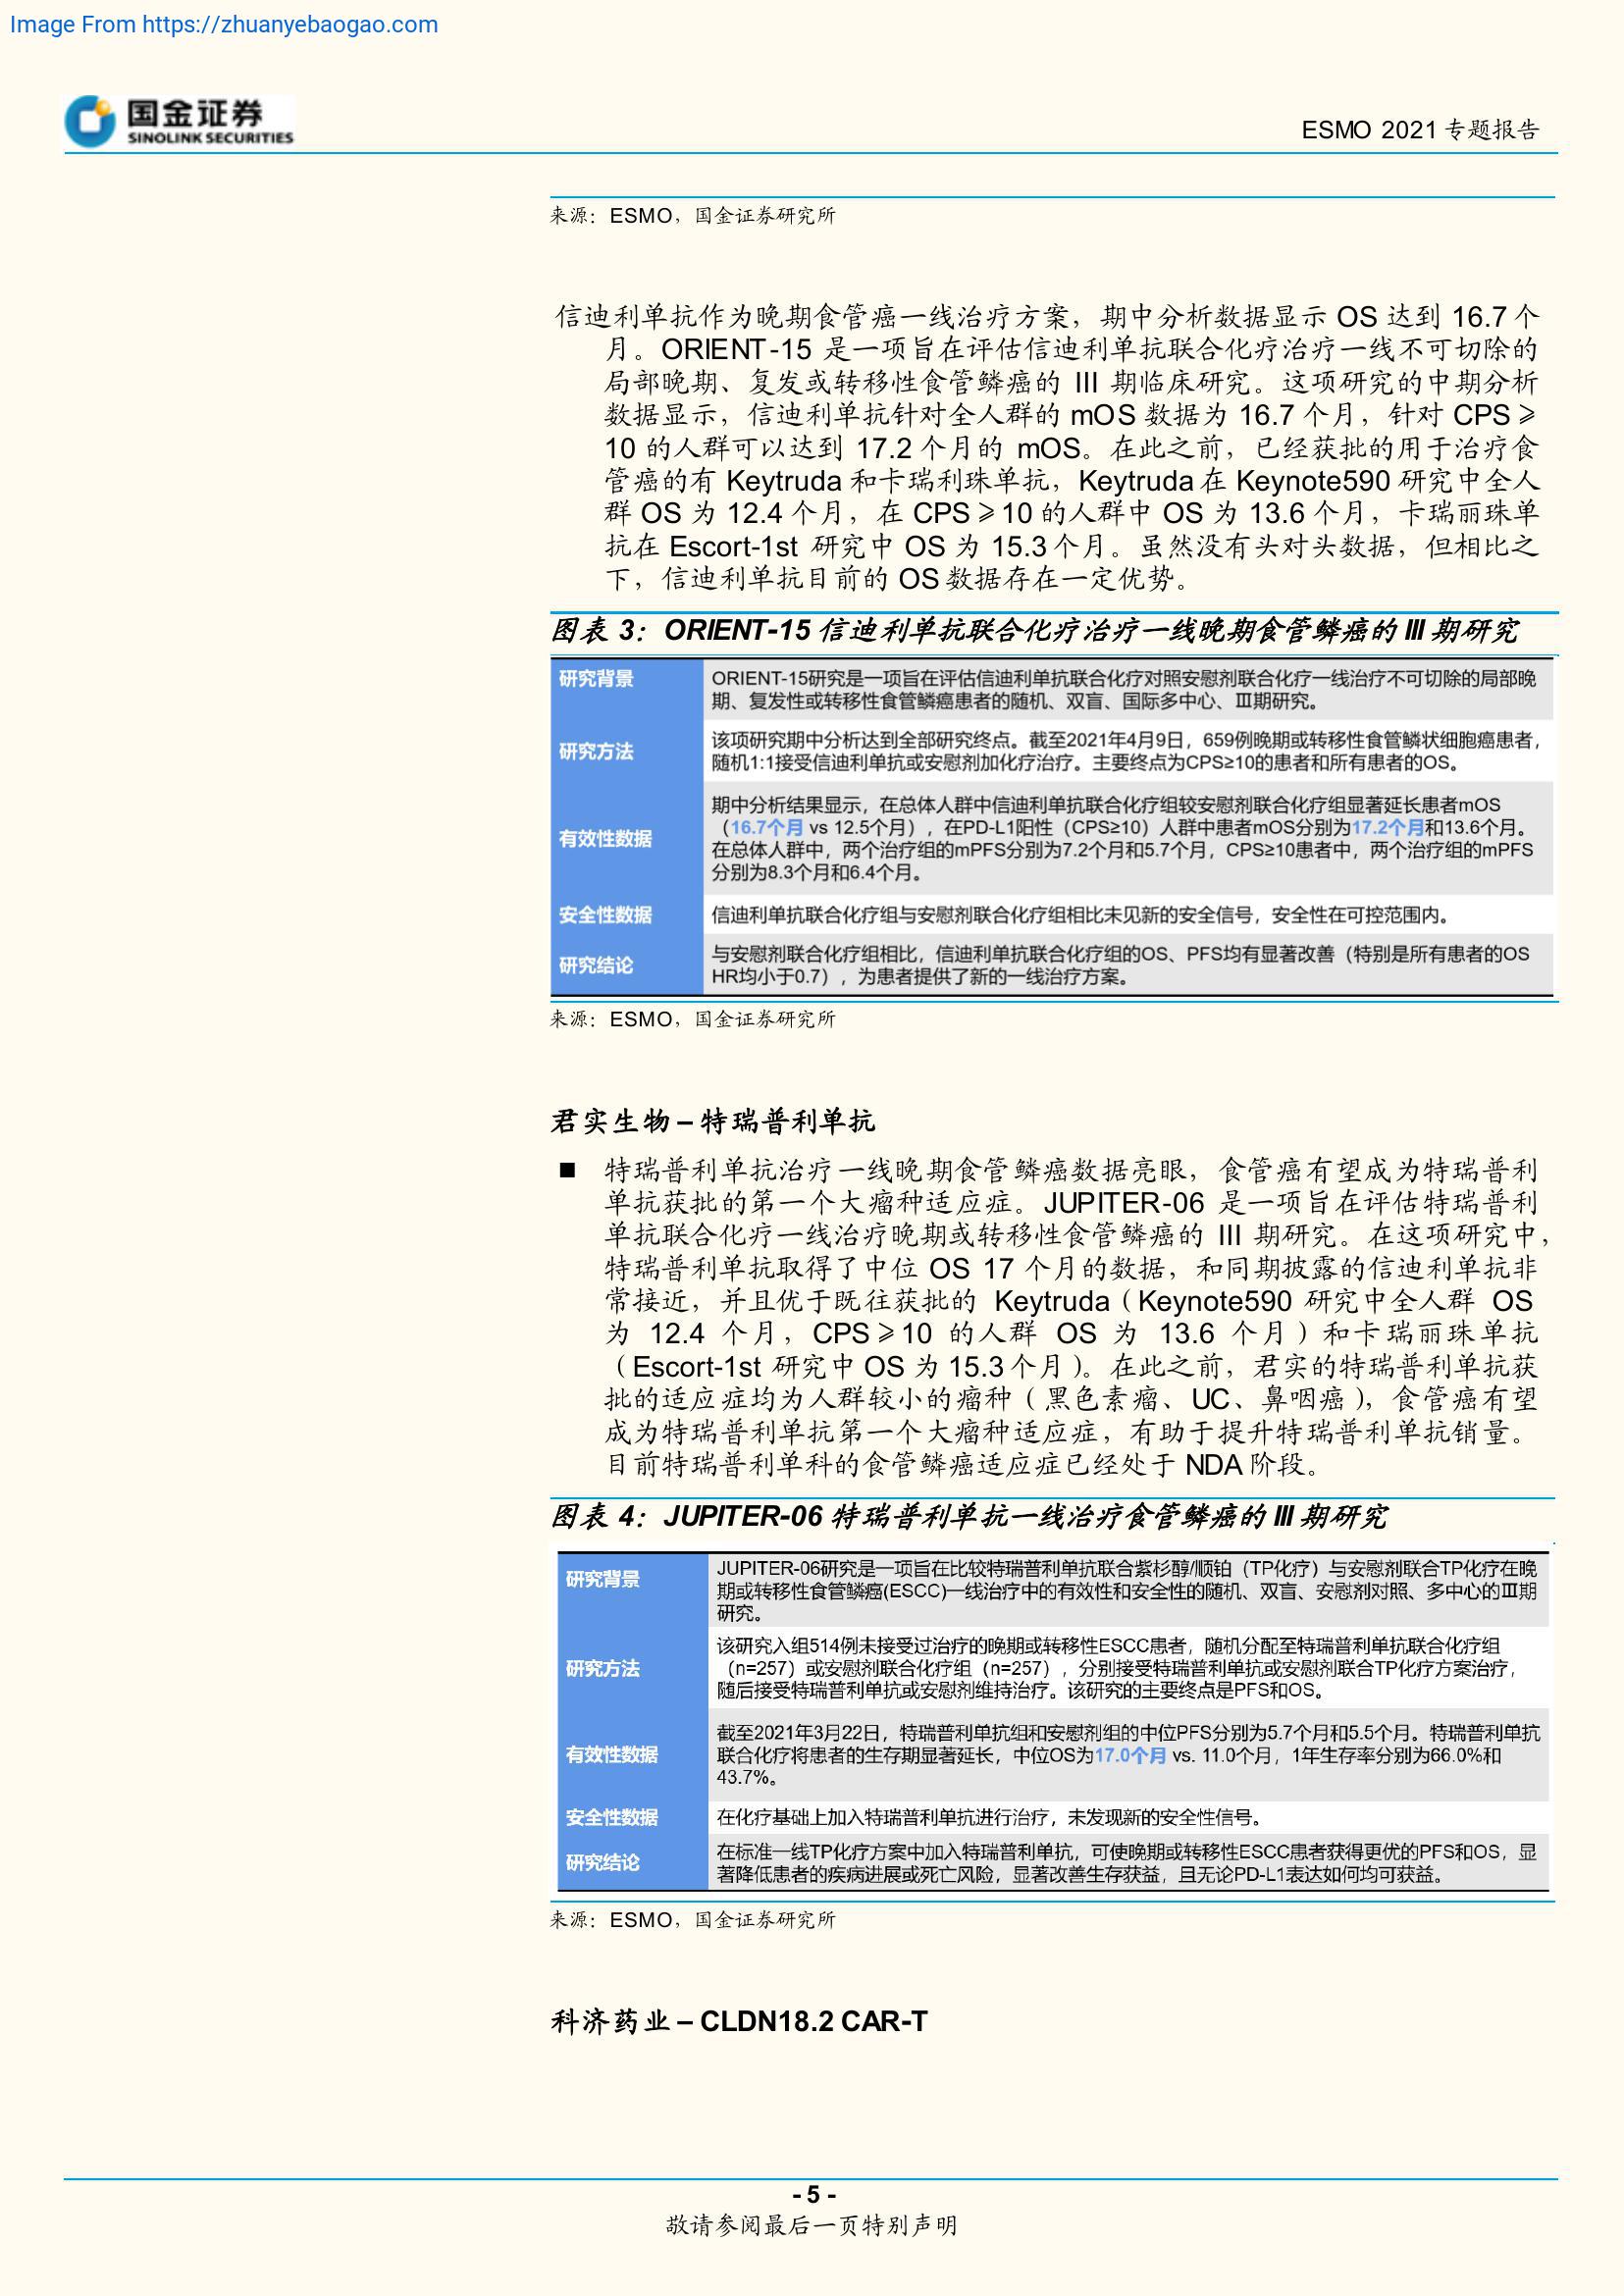 Image From https://zhuanyebaogao.com
国金证券
SINOLINK SECURITIES
ESMO 2021 专题报告
来源：ESMO，国金证券研究所
信迪利单抗作为晚期食管癌一线治疗方案，期中分析数据显示 OS 达到 16.7 个
月。ORIENT-15 是一项旨在评估信迪利单抗联合化疗治疗一线不可切除的
局部晚期、复发或转移性食管鳞癌的 III 期临床研究。这项研究的中期分析
数据显示，信迪利单抗针对全人群的 mOS 数据为 16.7 个月，针对 CPS≥
10 的人群可以达到 17.2 个月的 mOS。在此之前，已经获批的用于治疗食
管癌的有 Keytruda 和卡瑞利珠单抗，Keytruda 在 Keynote590 研究中全人
群 OS 为 12.4 个月，在 CPS≥10 的人群中 OS 为 13.6 个月，卡瑞丽珠单
抗在 Escort-1st 研究中 OS 为 15.3 个月。虽然没有头对头数据，但相比之
下，信迪利单抗目前的 OS 数据存在一定优势。
图表 3：ORIENT-15 信迪利单抗联合化疗治疗一线晚期食管鳞癌的 III 期研究
研究背景
ORIENT-15研究是一项旨在评估信迪利单抗联合化疗对照安慰剂联合化疗一线治疗不可切除的局部晚
期、复发性或转移性食管鳞癌患者的随机、双盲、国际多中心、Ⅲ期研究。
研究方法
该项研究期中分析达到全部研究终点。截至2021年4月9日，659例晚期或转移性食管鳞状细胞癌患者，
随机1:1接受信迪利单抗或安慰剂加化疗治疗。主要终点为CPS≥10的患者和所有患者的OS。
有效性数据
期中分析结果显示，在总体人群中信迪利单抗联合化疗组较安慰剂联合化疗组显著延长患者mOS
（16.7个月 vs 12.5个月），在PD-L1阳性（CPS≥10）人群中患者mOS分别为17.2个月和13.6个月。
在总体人群中，两个治疗组的mPFS分别为7.2个月和5.7个月，CPS≥10患者中，两个治疗组的mPFS
分别为8.3个月和6.4个月。
安全性数据
信迪利单抗联合化疗组与安慰剂联合化疗组相比未见新的安全信号，安全性在可控范围内。
研究结论
与安慰剂联合化疗组相比，信迪利单抗联合化疗组的OS、PFS均有显著改善（特别是所有患者的OS
HR均小于0.7），为患者提供了新的一线治疗方案。
来源：ESMO，国金证券研究所
君实生物 – 特瑞普利单抗
■ 特瑞普利单抗治疗一线晚期食管鳞癌数据亮眼，食管癌有望成为特瑞普利
单抗获批的第一个大瘤种适应症。JUPITER-06 是一项旨在评估特瑞普利
单抗联合化疗一线治疗晚期或转移性食管鳞癌的 III 期研究。在这项研究中，
特瑞普利单抗取得了中位 OS 17 个月的数据，和同期披露的信迪利单抗非
常接近，并且优于既往获批的 Keytruda（Keynote590 研究中全人群 OS
为 12.4 个月，CPS≥10 的人群 OS 为 13.6 个月）和卡瑞丽珠单抗
（Escort-1st 研究中 OS 为 15.3 个月）。在此之前，君实的特瑞普利单抗获
批的适应症均为人群较小的瘤种（黑色素瘤、UC、鼻咽癌），食管癌有望
成为特瑞普利单抗第一个大瘤种适应症，有助于提升特瑞普利单抗销量。
目前特瑞普利单科的食管鳞癌适应症已经处于 NDA 阶段。
图表 4：JUPITER-06 特瑞普利单抗一线治疗食管鳞癌的 III 期研究
研究背景
JUPITER-06研究是一项旨在比较特瑞普利单抗联合紫杉醇/顺铂（TP化疗）与安慰剂联合TP化疗在晚
期或转移性食管鳞癌(ESCC)一线治疗中的有效性和安全性的随机、双盲、安慰剂对照、多中心的Ⅲ期
研究。
研究方法
该研究入组514例未接受过治疗的晚期或转移性ESCC患者，随机分配至特瑞普利单抗联合化疗组
（n=257）或安慰剂联合化疗组（n=257），分别接受特瑞普利单抗或安慰剂联合TP化疗方案治疗，
随后接受特瑞普利单抗或安慰剂维持治疗。该研究的主要终点是PFS和OS。
有效性数据
截至2021年3月22日，特瑞普利单抗组和安慰剂组的中位PFS分别为5.7个月和5.5个月。特瑞普利单抗
联合化疗将患者的生存期显著延长，中位OS为17.0个月 vs. 11.0个月，1年生存率分别为66.0%和
43.7%。
安全性数据
在化疗基础上加入特瑞普利单抗进行治疗，未发现新的安全性信号。
研究结论
在标准一线TP化疗方案中加入特瑞普利单抗，可使晚期或转移性ESCC患者获得更优的PFS和OS，显
著降低患者的疾病进展或死亡风险，显著改善生存获益，且无论PD-L1表达如何均可获益。
来源：ESMO，国金证券研究所
科济药业 – CLDN18.2 CAR-T
- 5 -
敬请参阅最后一页特别声明